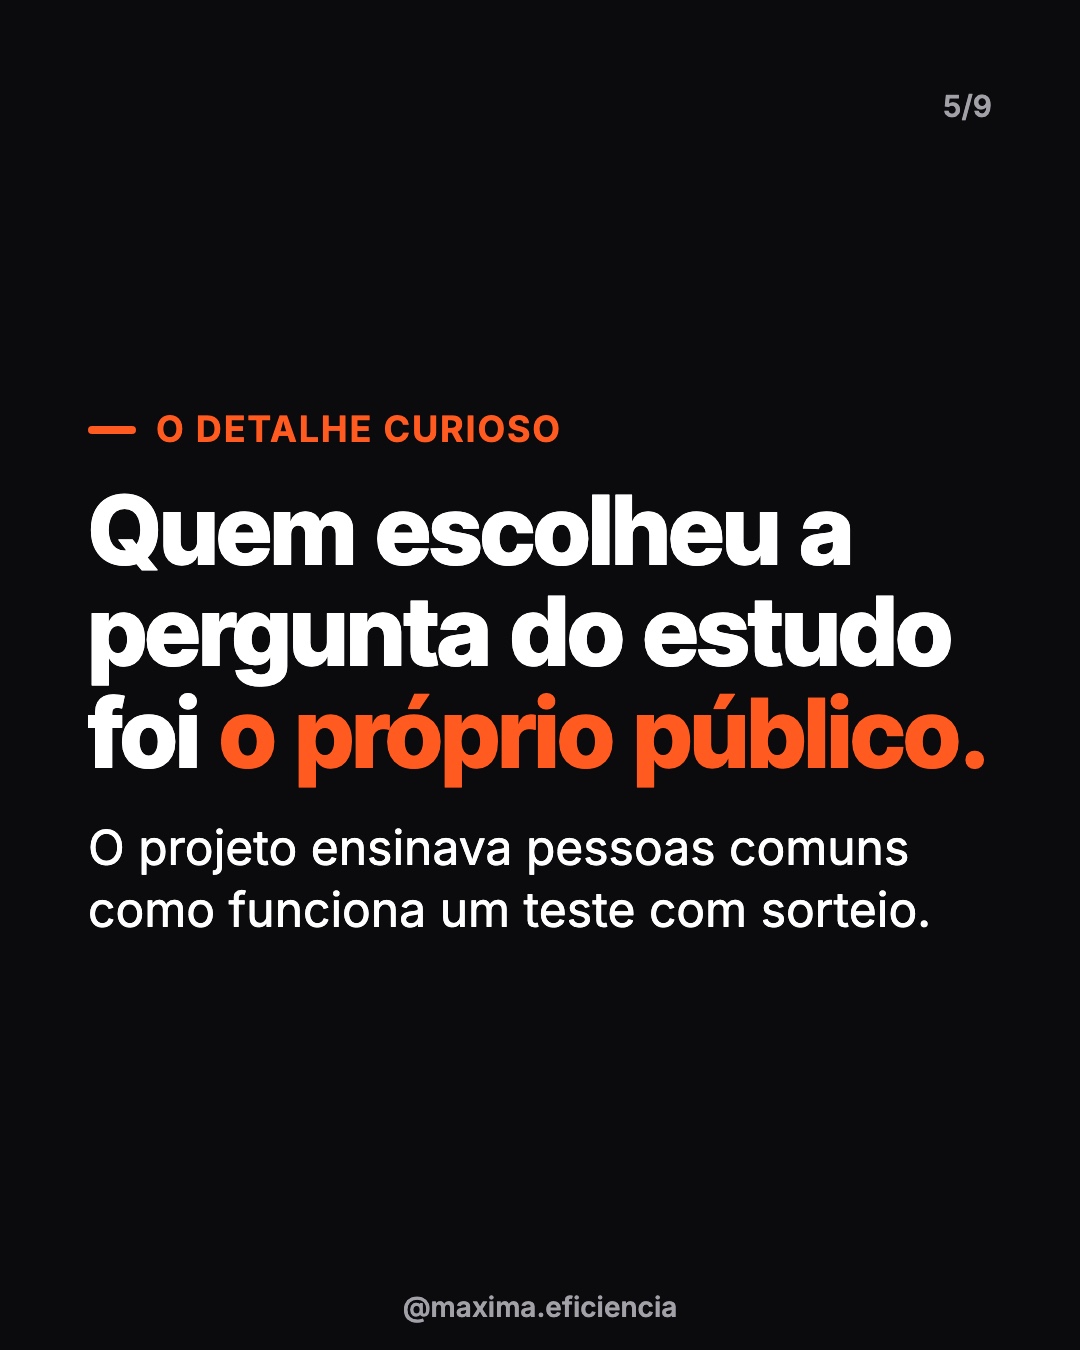 5/9
O DETALHE CURIOSO
Quem escolheu a
pergunta do estudo
foi o próprio público.
O projeto ensinava pessoas comuns
como funciona um teste com sorteio.
@maxima.eficiencia